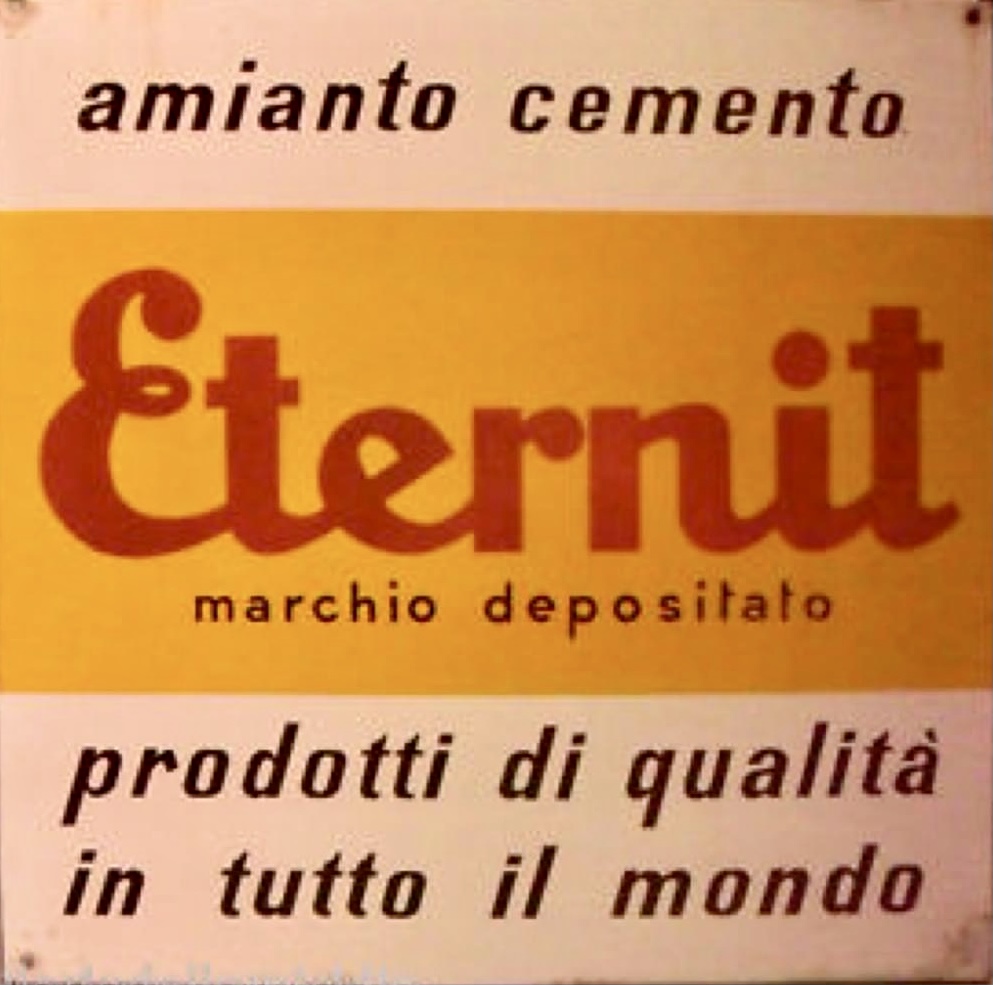 amianto cemento
Eternit
marchio depositato
prodotti di qualità
in tutto il mondo